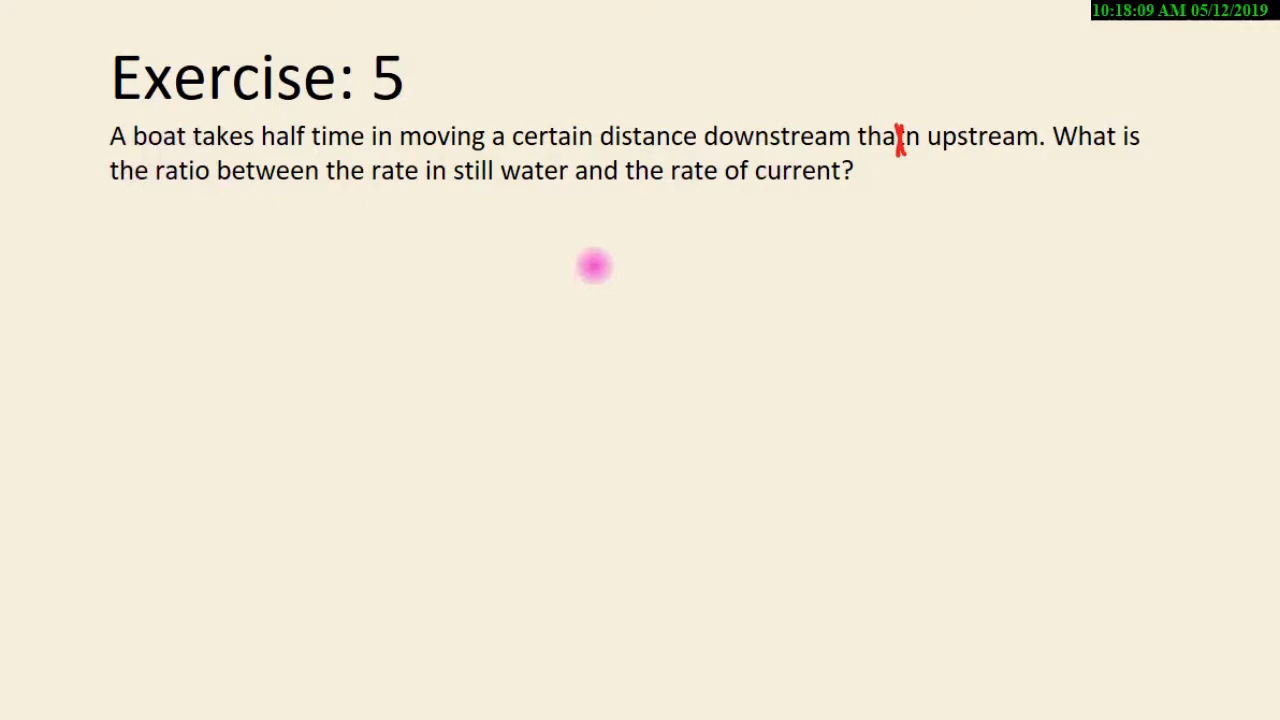 10:18:09 AM 05/12/2019
Exercise: 5
A boat takes half time in moving a certain distance downstream than upstream. What is
the ratio between the rate in still water and the rate of current?